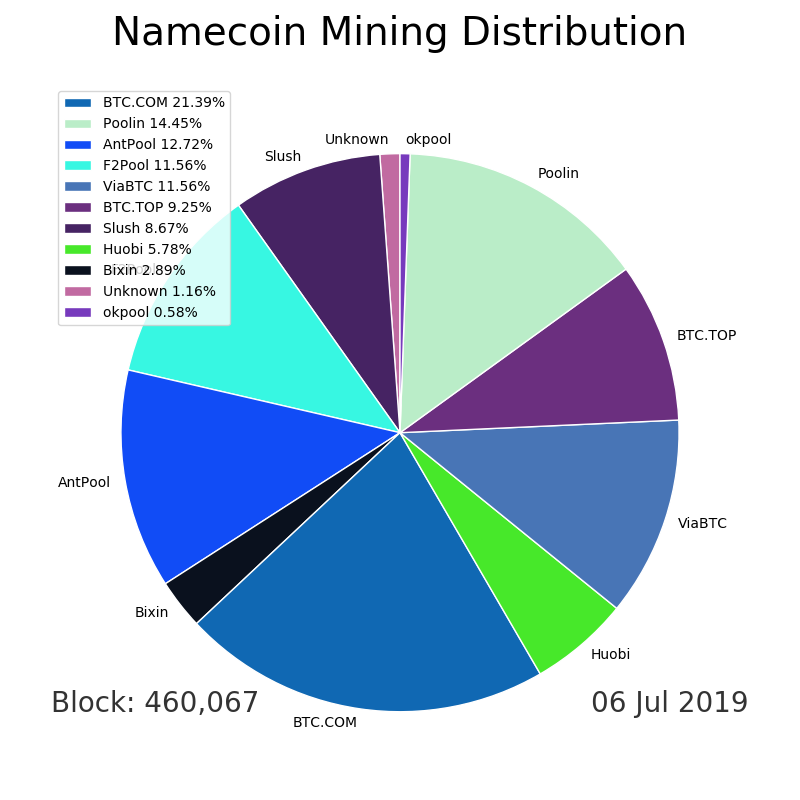 Namecoin Mining Distribution
BTC.COM 21.39%
Poolin 14.45%
AntPool 12.72%
F2Pool 11.56%
ViaBTC 11.56%
BTC.TOP 9.25%
Slush 8.67%
Huobi 5.78%
Bixin 2.89%
Unknown 1.16%
okpool 0.58%
Unknown
okpool
Slush
Poolin
BTC.TOP
AntPool
ViaBTC
Bixin
Huobi
BTC.COM
Block: 460,067
06 Jul 2019